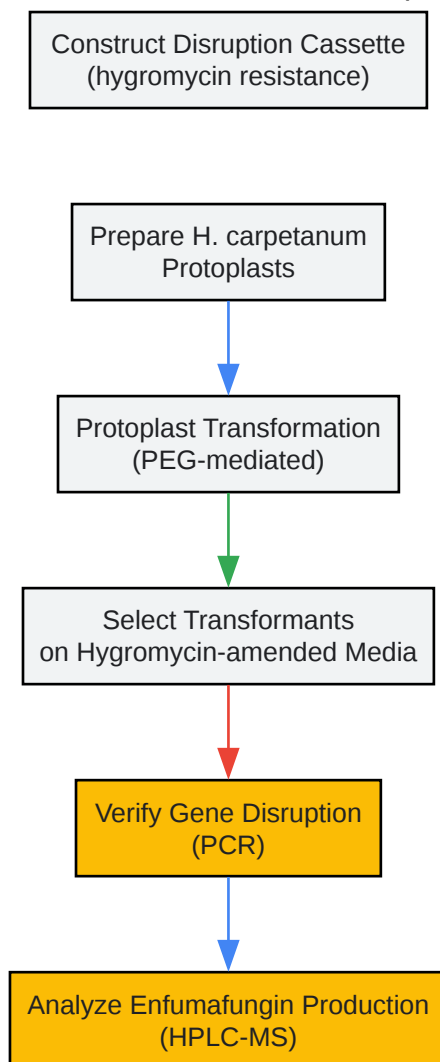 Construct Disruption Cassette
(hygromycin resistance)
Prepare H. carpetanum
Protoplasts
Protoplast Transformation
(PEG-mediated)
Select Transformants
on Hygromycin-amended Media
Verify Gene Disruption
(PCR)
Analyze Enfumafungin Production
(HPLC-MS)